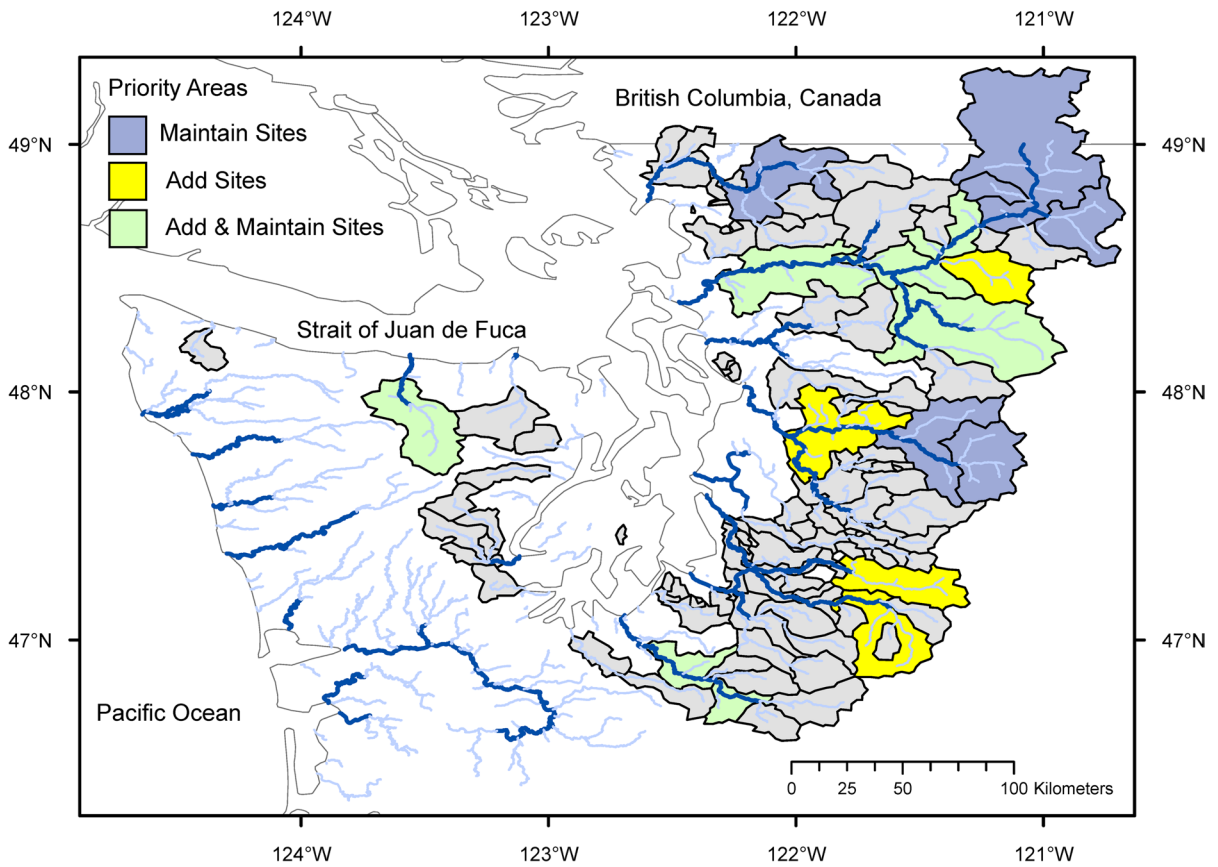 124°W 123°W 122°W 121°W
Priority Areas
British Columbia, Canada
Maintain Sites
49°N 49°N
Add Sites
Add & Maintain Sites
Strait of Juan de Fuca
48°N 48°N
47°N 47°N
Pacific Ocean
0 25 50 100 Kilometers
124°W 123°W 122°W 121°W